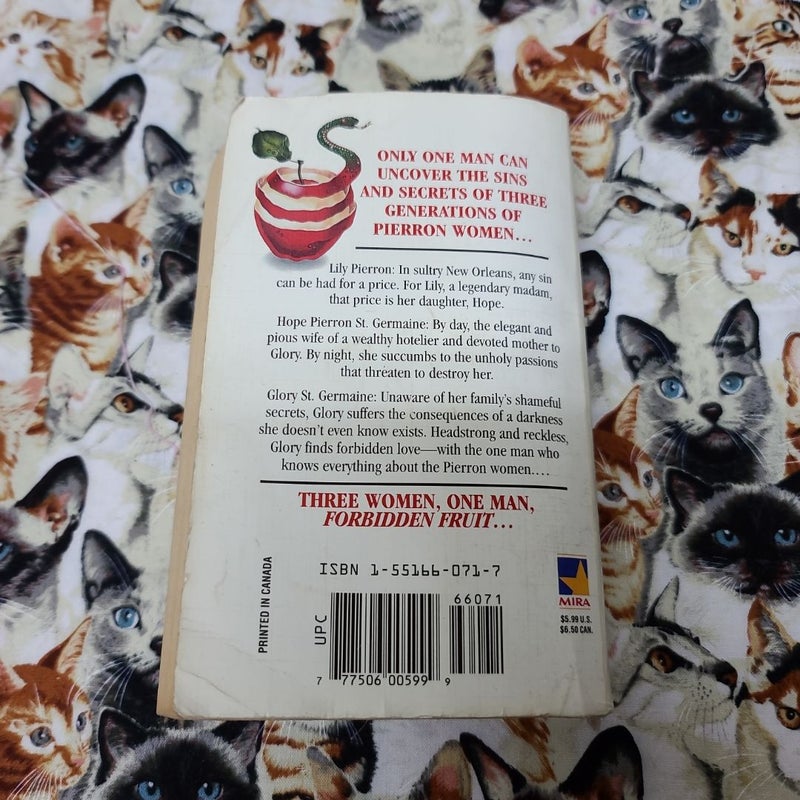 ONLY ONE MAN CAN
UNCOVER THE SINS
AND SECRETS OF THREE
GENERATIONS OF
PIERRON WOMEN...
Lily Pierron: In sultry New Orleans, any sin
can be had for a price. For Lily, a legendary madam,
that price is her daughter, Hope.
Hope Pierron St. Germaine: By day, the elegant and
pious wife of a wealthy hotelier and devoted mother to
Glory. By night, she succumbs to the unholy passions
that threaten to destroy her.
Glory St. Germaine: Unaware of her family's shameful
secrets, Glory suffers the consequences of a darkness
she doesn't even know exists. Headstrong and reckless,
Glory finds forbidden love—with the one man who
knows everything about the Pierron women....
THREE WOMEN, ONE MAN,
FORBIDDEN FRUIT...
PRINTED IN CANADA
ISBN 1-55166-071-7
UPC
66071
7 77506 00599 9
MIRA
$5.99 U.S.
$6.50 CAN.